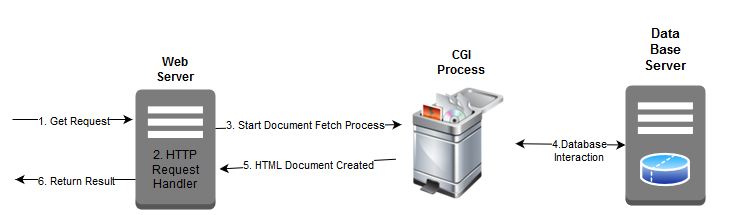 Web
Server
CGI
Process
Data
Base
Server
1. Get Request
2. HTTP
Request
Handler
3. Start Document Fetch Process
4.Database
Interaction
5. HTML Document Created
6. Return Result